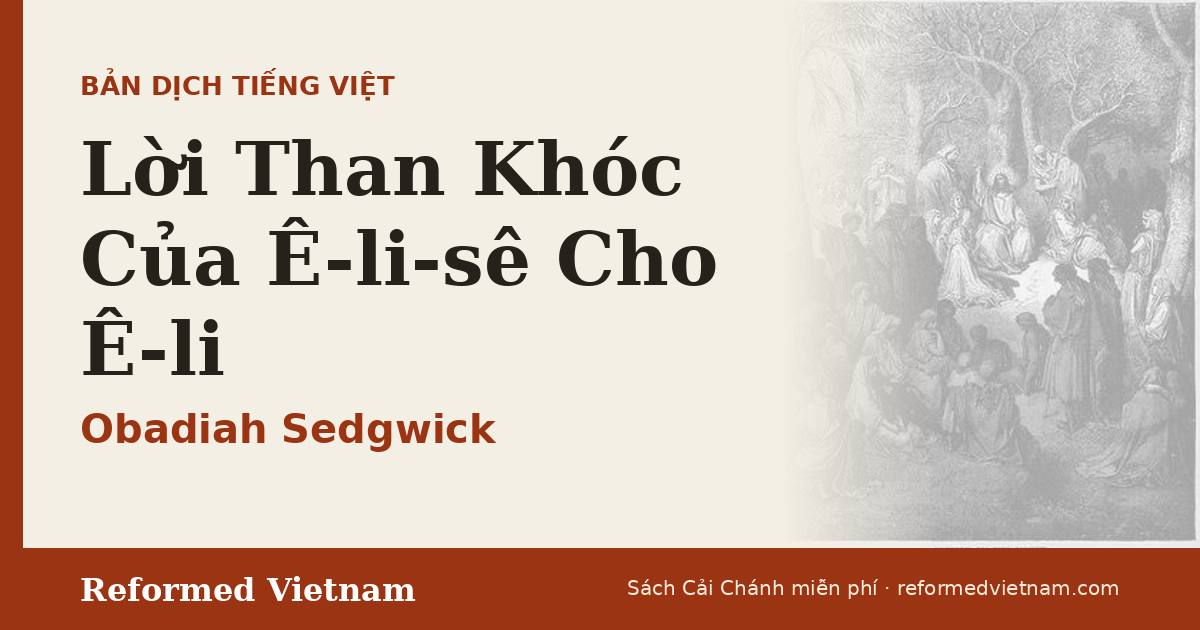 BẢN DỊCH TIẾNG VIỆT
Lời Than Khóc
Của Ê-li-sê Cho
Ê-li
Obadiah Sedgwick
Reformed Vietnam
Sách Cải Chánh miễn phí · reformedvietnam.com